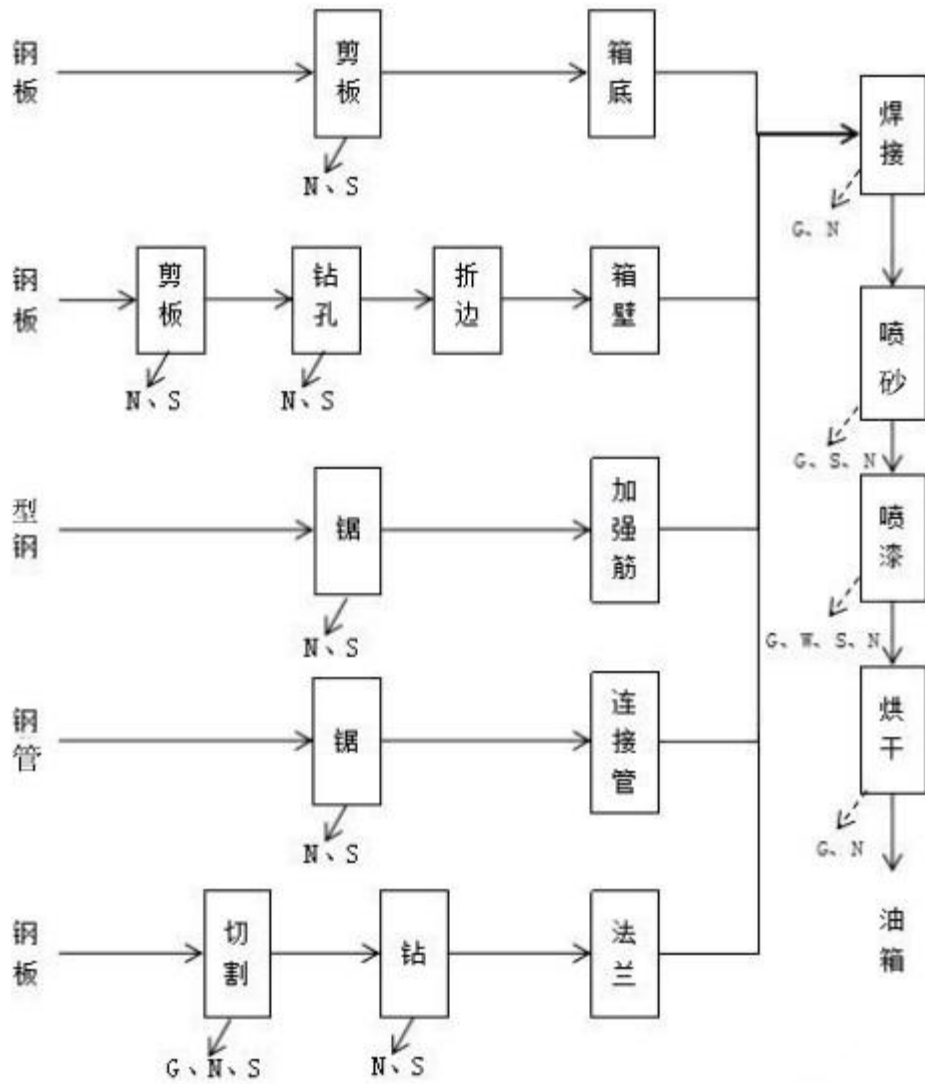 钢板
剪板
箱底
N、S
钢板
剪板
钻孔
折边
箱壁
N、S
N、S
型钢
锯
加强筋
N、S
钢管
锯
连接管
N、S
钢板
切割
钻
法兰
G、N、S
N、S
焊接
G、N
喷砂
G、S、N
喷漆
G、W、S、N
烘干
G、N
油箱